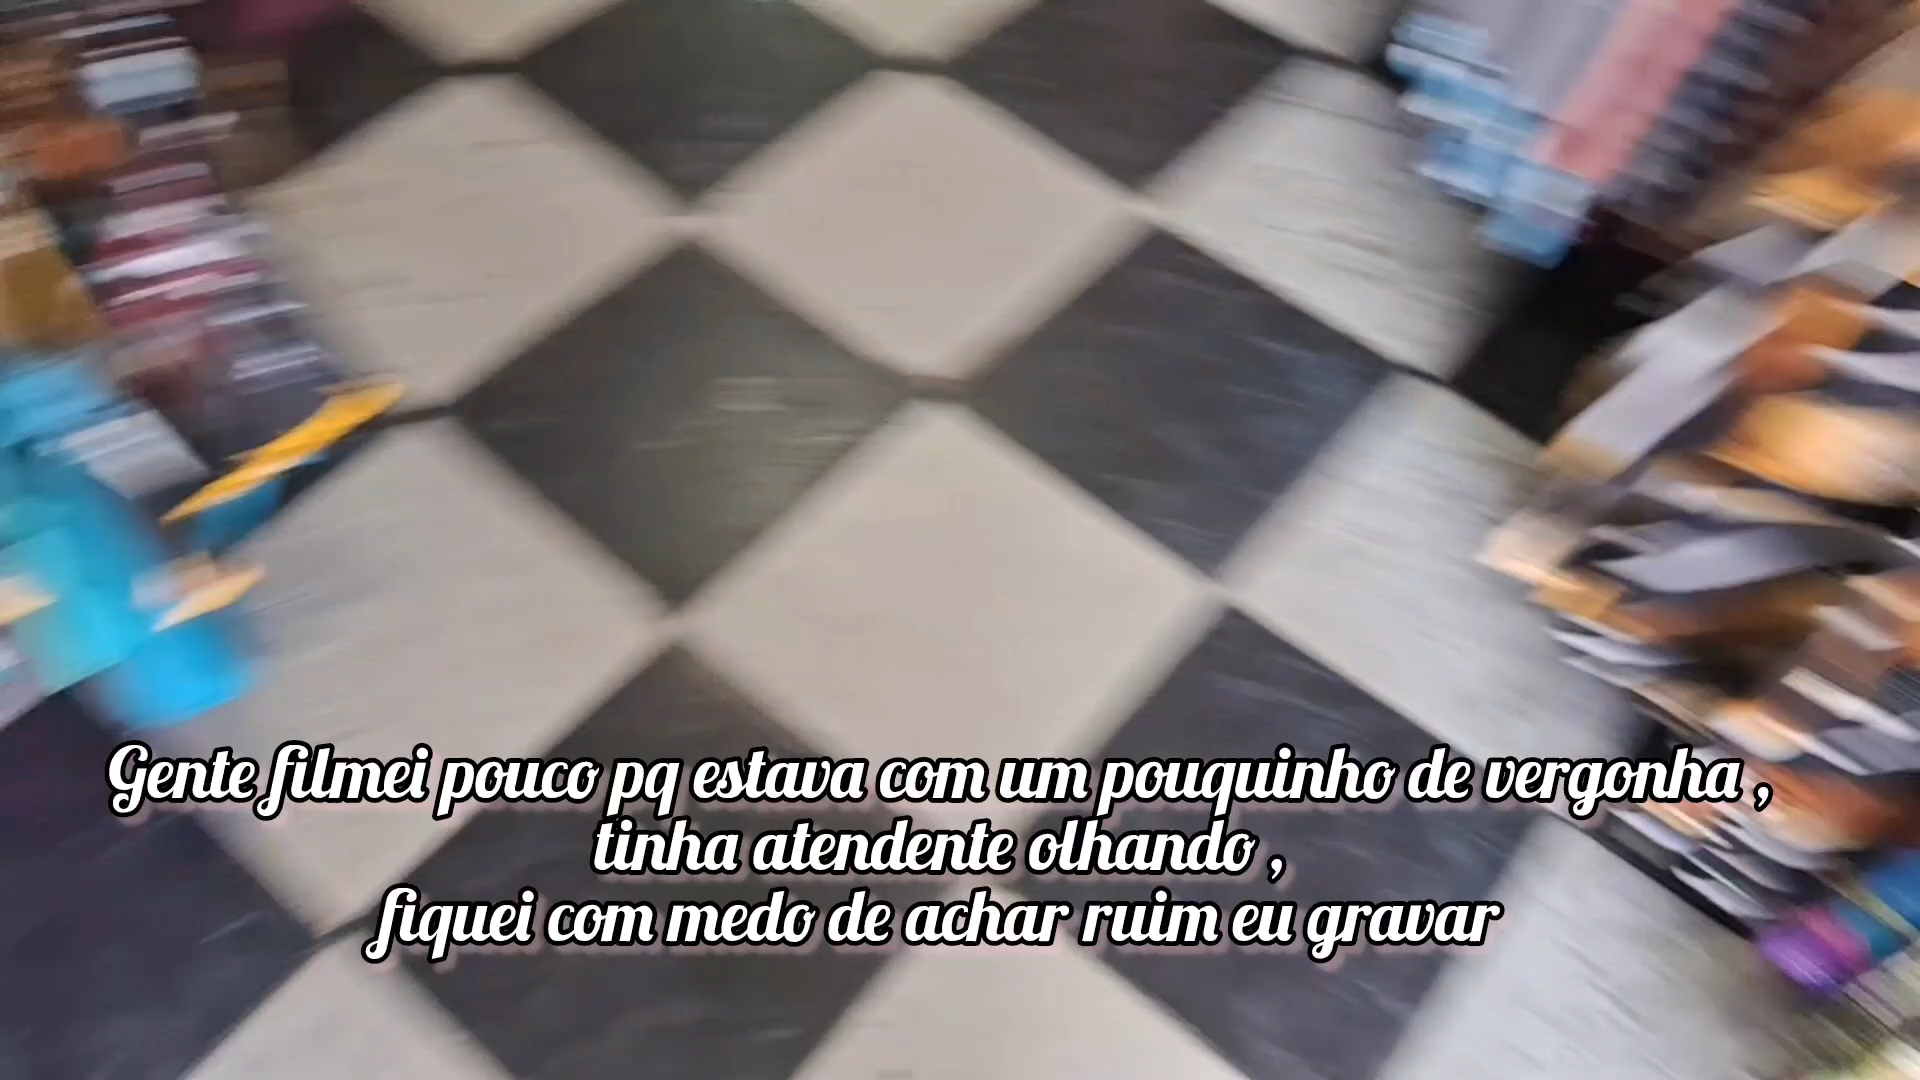 Gente filmei pouco pq estava com um pouquinho de vergonha ,
tinha atendente olhando ,
fiquei com medo de achar ruim eu gravar